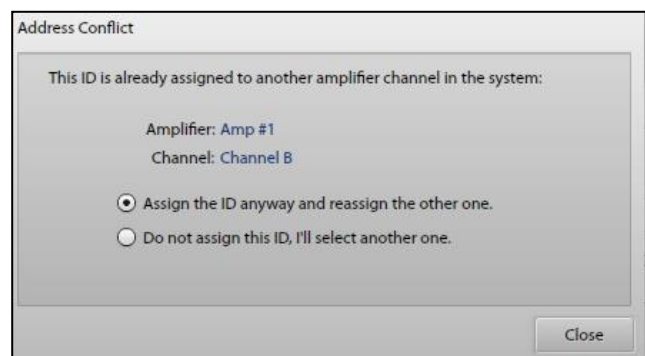 Address Conflict
This ID is already assigned to another amplifier channel in the system:
Amplifier: Amp #1
Channel: Channel B
Assign the ID anyway and reassign the other one.
Do not assign this ID, I'll select another one.
Close